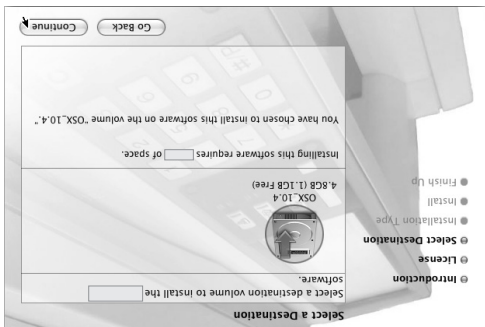 Select a Destination
Introduction
License
Select Destination
Installation Type
Install
Finish Up
Select a destination volume to install the
software.
OSX_10.4
4.8GB (1.1GB Free)
Installing this software requires of space.
You have chosen to install this software on the volume "OSX_10.4."
Go Back
Continue